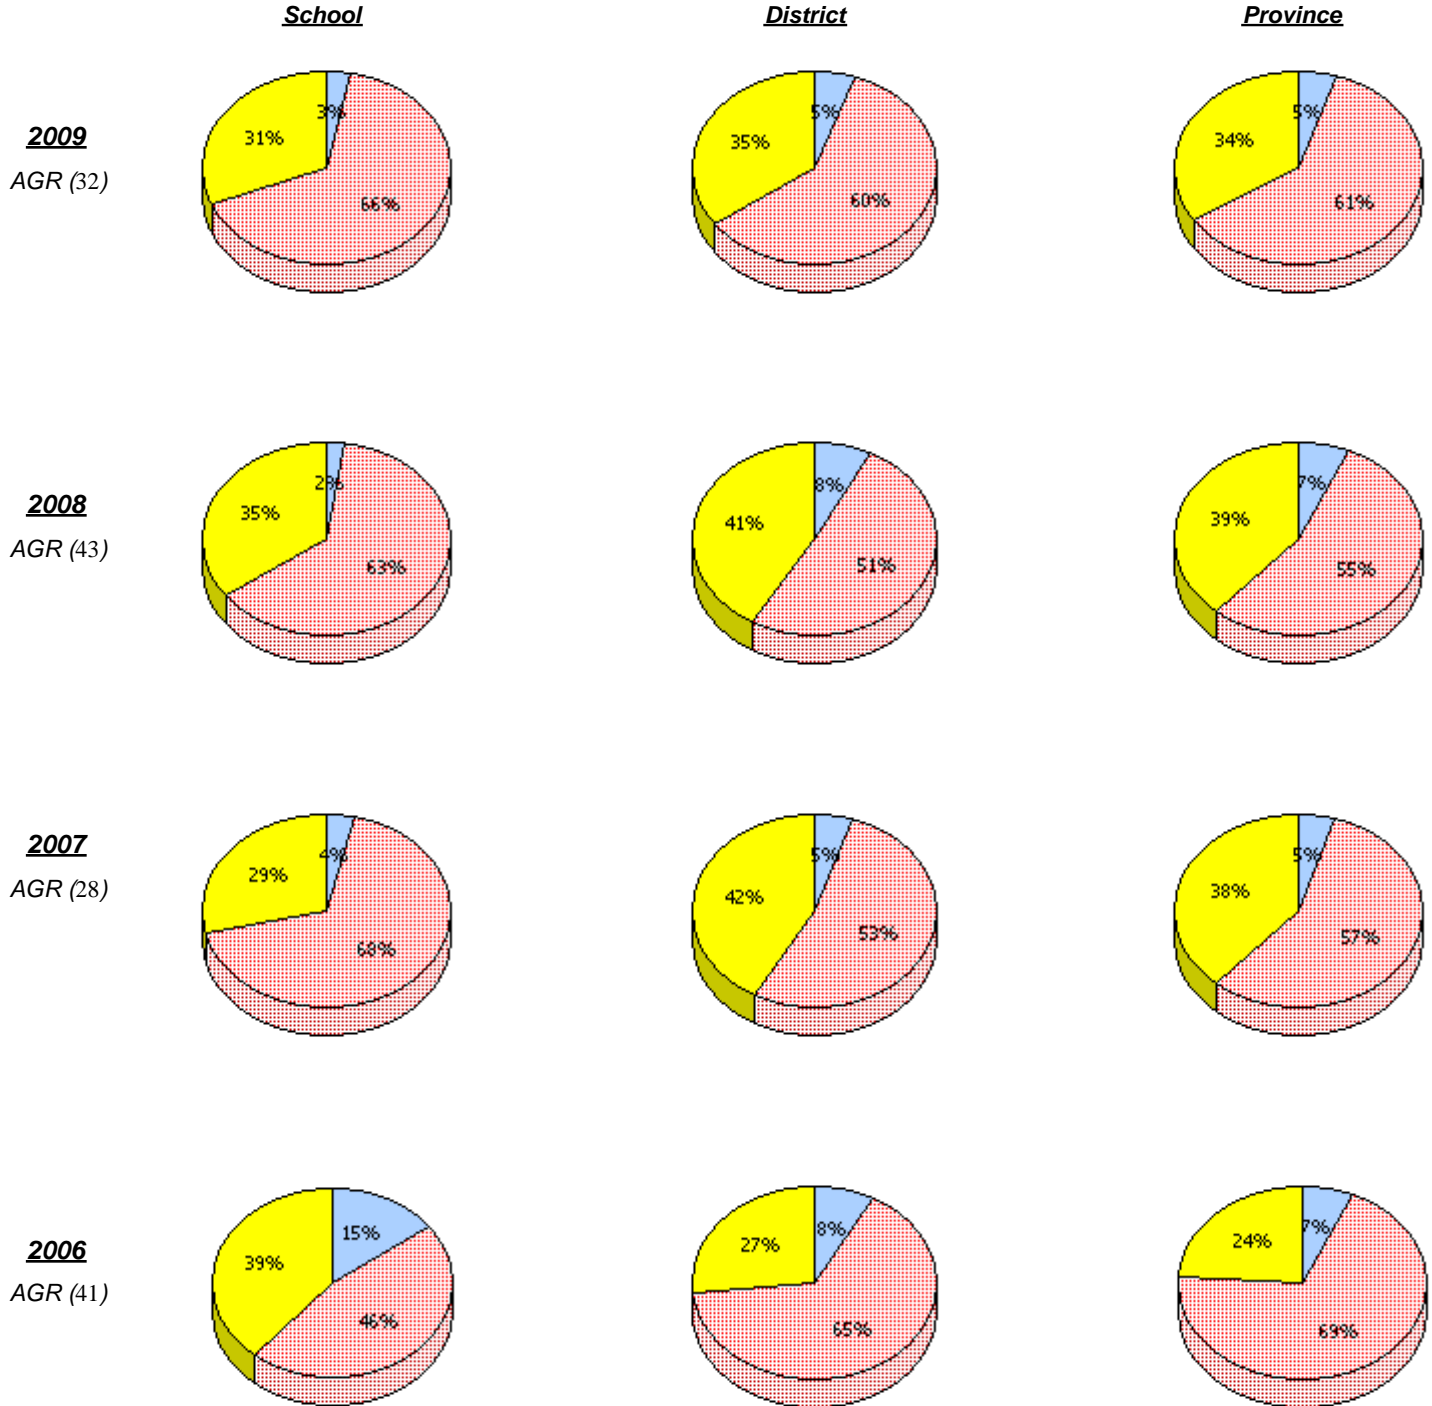 School District Province
3% 5% 5%
31% 35% 34%
2009
AGR (32)
66% 60% 61%
2% 8% 7%
35% 41% 39%
2008
AGR (43)
63% 51% 55%
4% 5% 5%
29% 42% 38%
2007
AGR (28)
68% 53% 57%
15% 8% 7%
39% 27% 24%
2006
AGR (41)
46% 65% 69%